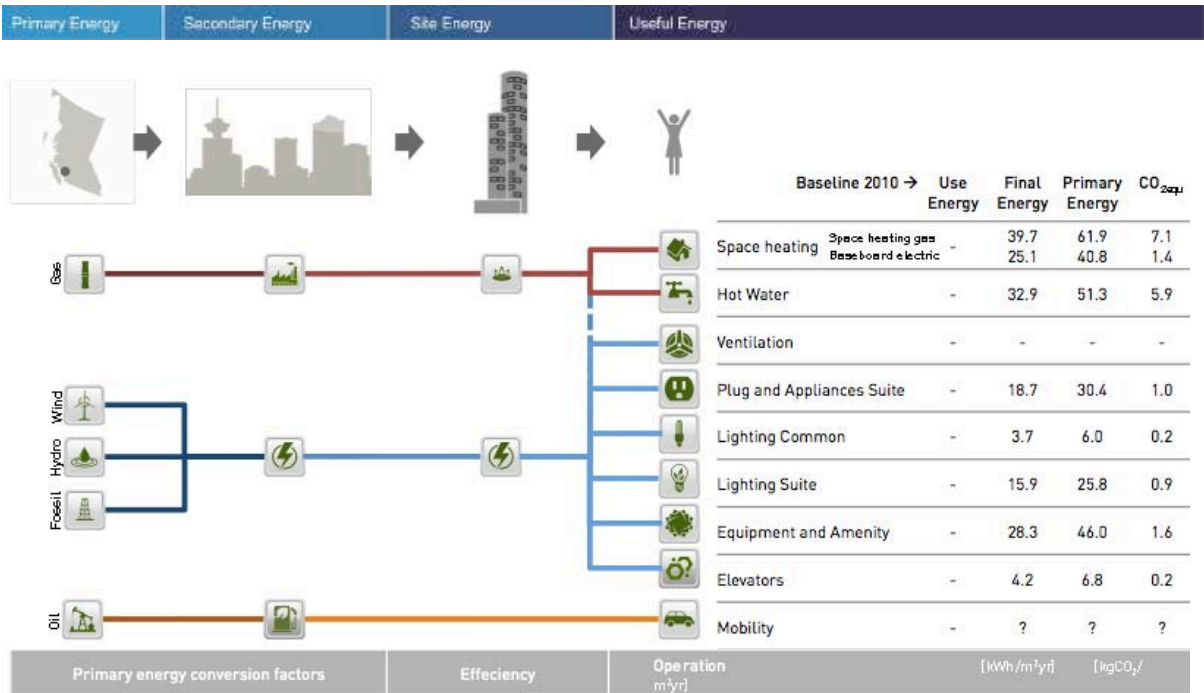 Primary Energy Secondary Energy Site Energy Useful Energy
Baseline 2010 → Use Energy Final Energy Primary Energy CO2equ
Gas
Space heating Space heating gas - 39.7 61.9 7.1
Baseboard electric 25.1 40.8 1.4
Hot Water - 32.9 51.3 5.9
Ventilation - - - -
Wind
Plug and Appliances Suite - 18.7 30.4 1.0
Hydro
Lighting Common - 3.7 6.0 0.2
Lighting Suite - 15.9 25.8 0.9
Fossil
Equipment and Amenity - 28.3 46.0 1.6
Elevators - 4.2 6.8 0.2
Oil
Mobility - ? ? ?
Primary energy conversion factors Effeciency Operation [kWh/m²yr] [kgCO₂/
m²yr]